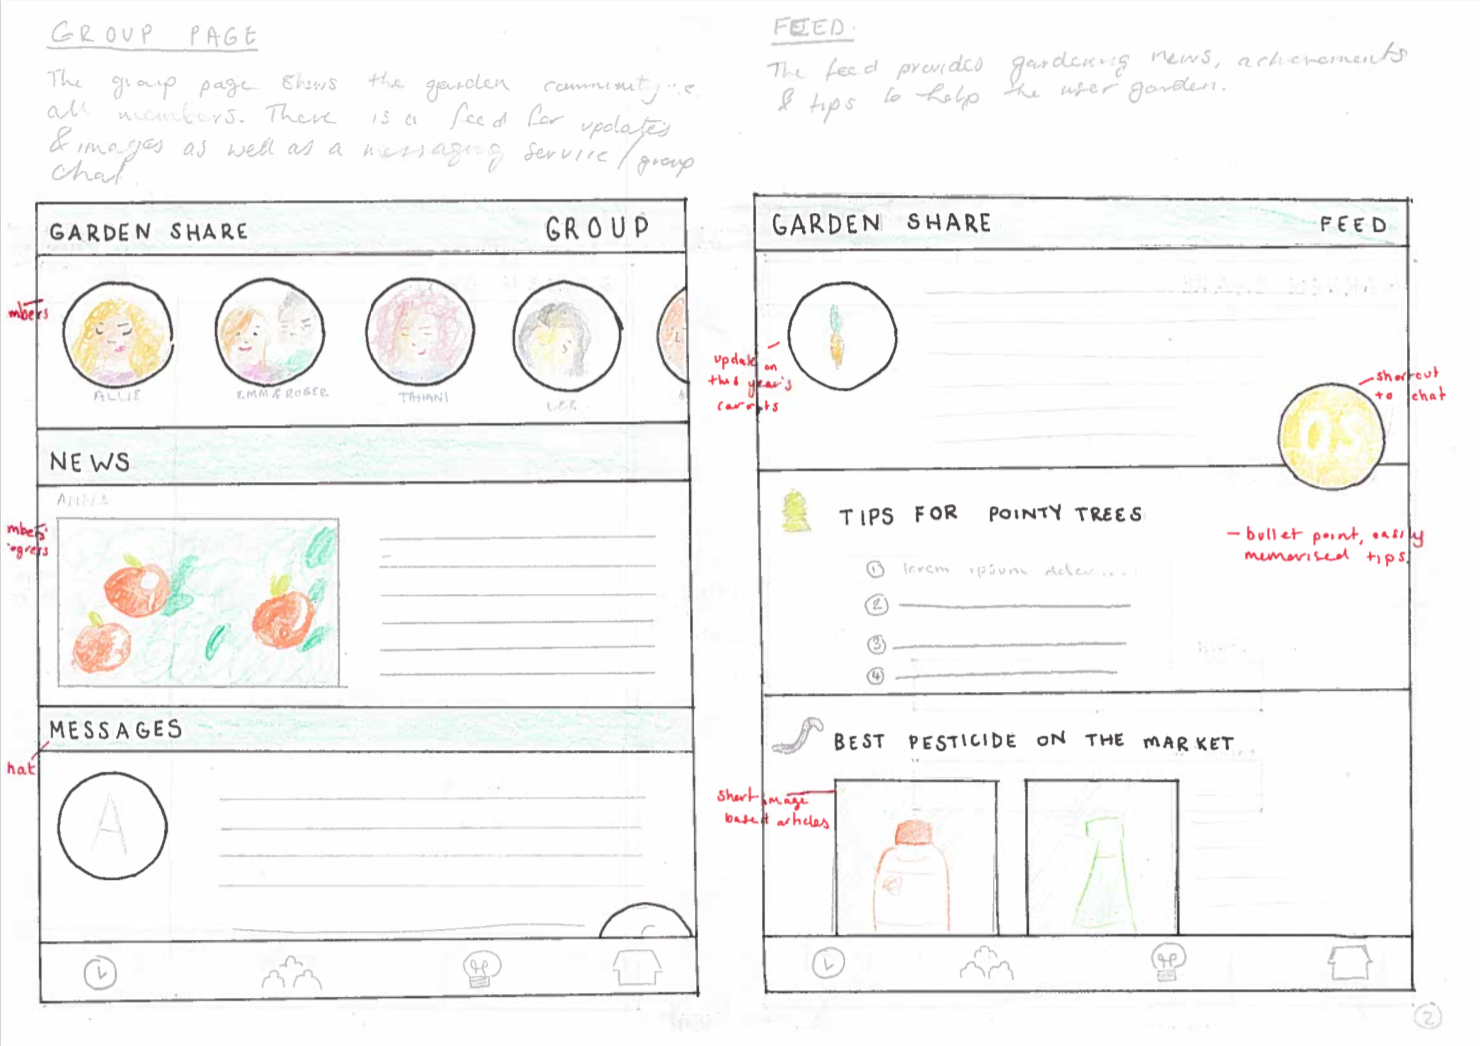 GROUP PAGE
The group page shows the garden community i.e.
all members. There is a feed for updates
& images as well as a messaging service/group
chat
GARDEN SHARE GROUP
mbers
ALLIE EMM & ROGER TAHANI LEE
NEWS
ANNA
mbers'
ogress
MESSAGES
hat
A
FEED.
The feed provides gardening news, achievements
& tips to help the user garden.
GARDEN SHARE FEED
update on
this year's
carrots
shortcut
to chat
TIPS FOR POINTY TREES
- bullet point, easily
memorised tips
① lorem ipsum dolor....
②
③
④
BEST PESTICIDE ON THE MARKET
short image
based articles
②